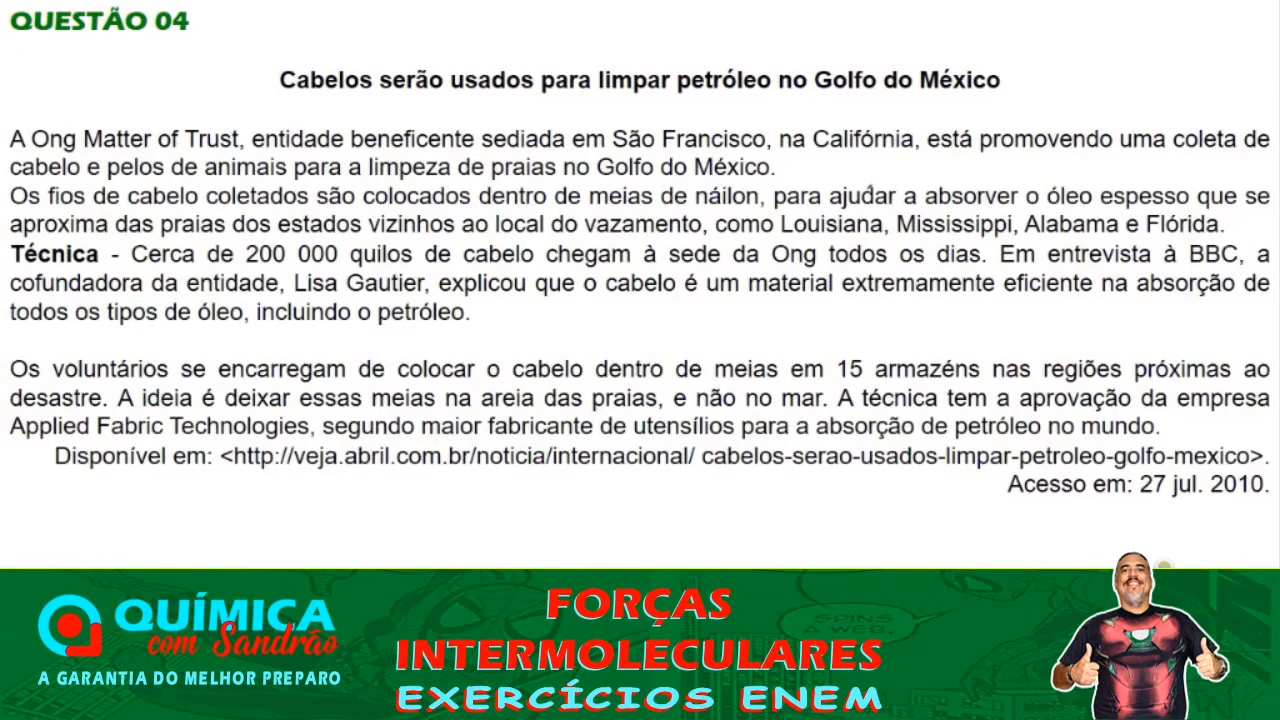 QUESTÃO 04
Cabelos serão usados para limpar petróleo no Golfo do México
A Ong Matter of Trust, entidade beneficente sediada em São Francisco, na Califórnia, está promovendo uma coleta de
cabelo e pelos de animais para a limpeza de praias no Golfo do México.
Os fios de cabelo coletados são colocados dentro de meias de náilon, para ajudar a absorver o óleo espesso que se
aproxima das praias dos estados vizinhos ao local do vazamento, como Louisiana, Mississippi, Alabama e Flórida.
Técnica - Cerca de 200 000 quilos de cabelo chegam à sede da Ong todos os dias. Em entrevista à BBC, a
cofundadora da entidade, Lisa Gautier, explicou que o cabelo é um material extremamente eficiente na absorção de
todos os tipos de óleo, incluindo o petróleo.
Os voluntários se encarregam de colocar o cabelo dentro de meias em 15 armazéns nas regiões próximas ao
desastre. A ideia é deixar essas meias na areia das praias, e não no mar. A técnica tem a aprovação da empresa
Applied Fabric Technologies, segundo maior fabricante de utensílios para a absorção de petróleo no mundo.
Disponível em: <http://veja.abril.com.br/noticia/internacional/ cabelos-serao-usados-limpar-petroleo-golfo-mexico>.
Acesso em: 27 jul. 2010.
QUÍMICA
com Sandrão
A GARANTIA DO MELHOR PREPARO
FORÇAS
INTERMOLECULARES
EXERCÍCIOS ENEM
SPINS
A WEB,